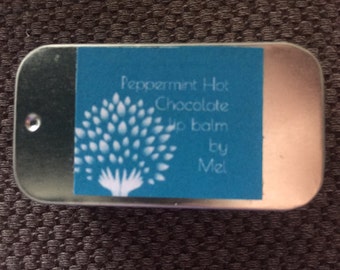 Peppermint Hot
Chocolate
lip balm
by
Mel